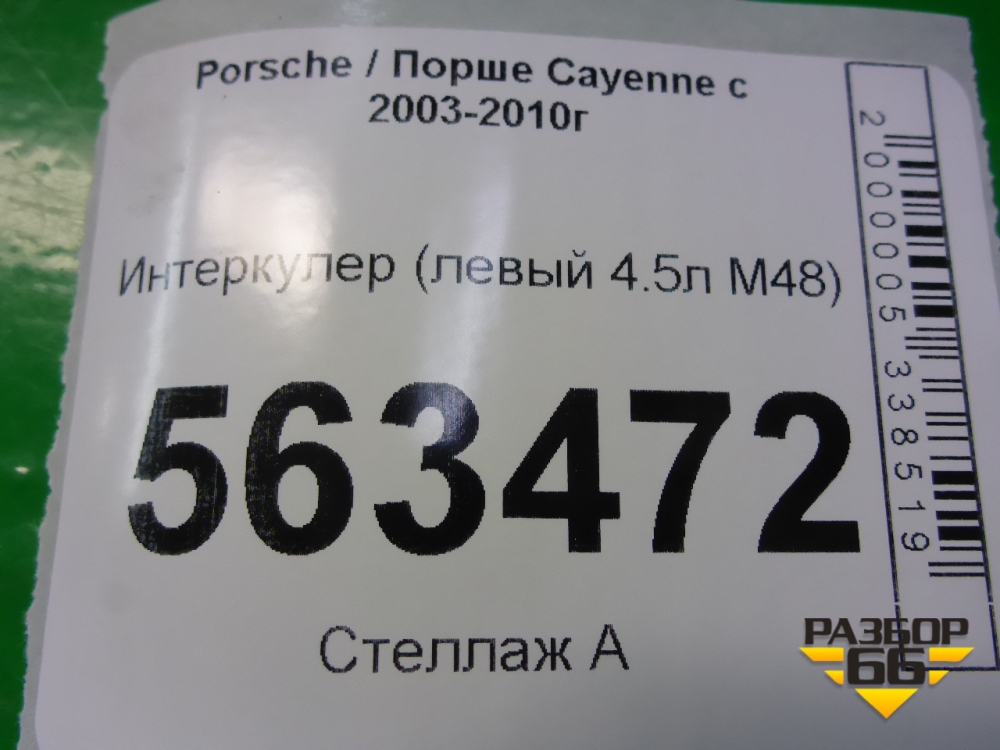 Porsche / Порше Cayenne с
2003-2010г
Интеркулер (левый 4.5л М48)
563472
Стеллаж А
2000005338519
РАЗБОР
66